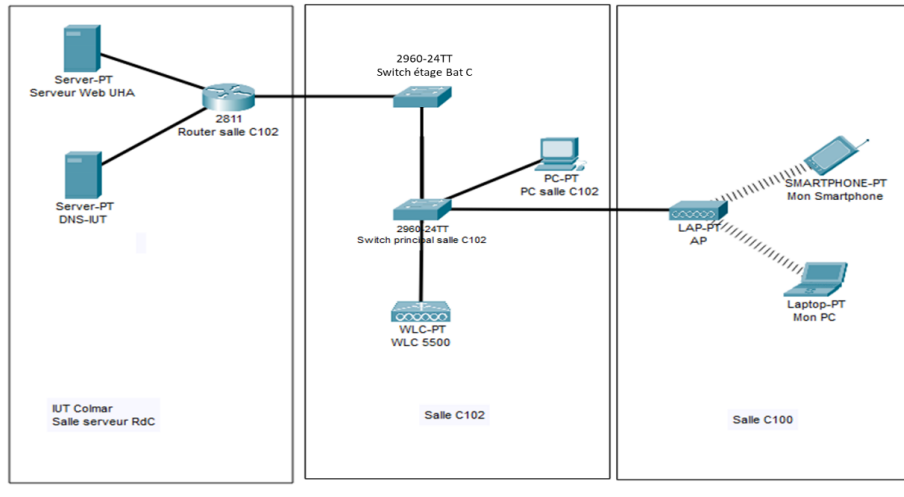 Server-PT
Serveur Web UHA
2811
Router salle C102
Server-PT
DNS-IUT
IUT Colmar
Salle serveur RdC
2960-24TT
Switch étage Bat C
PC-PT
PC salle C102
2960-24TT
Switch principal salle C102
WLC-PT
WLC 5500
Salle C102
SMARTPHONE-PT
Mon Smartphone
LAP-PT
AP
Laptop-PT
Mon PC
Salle C100